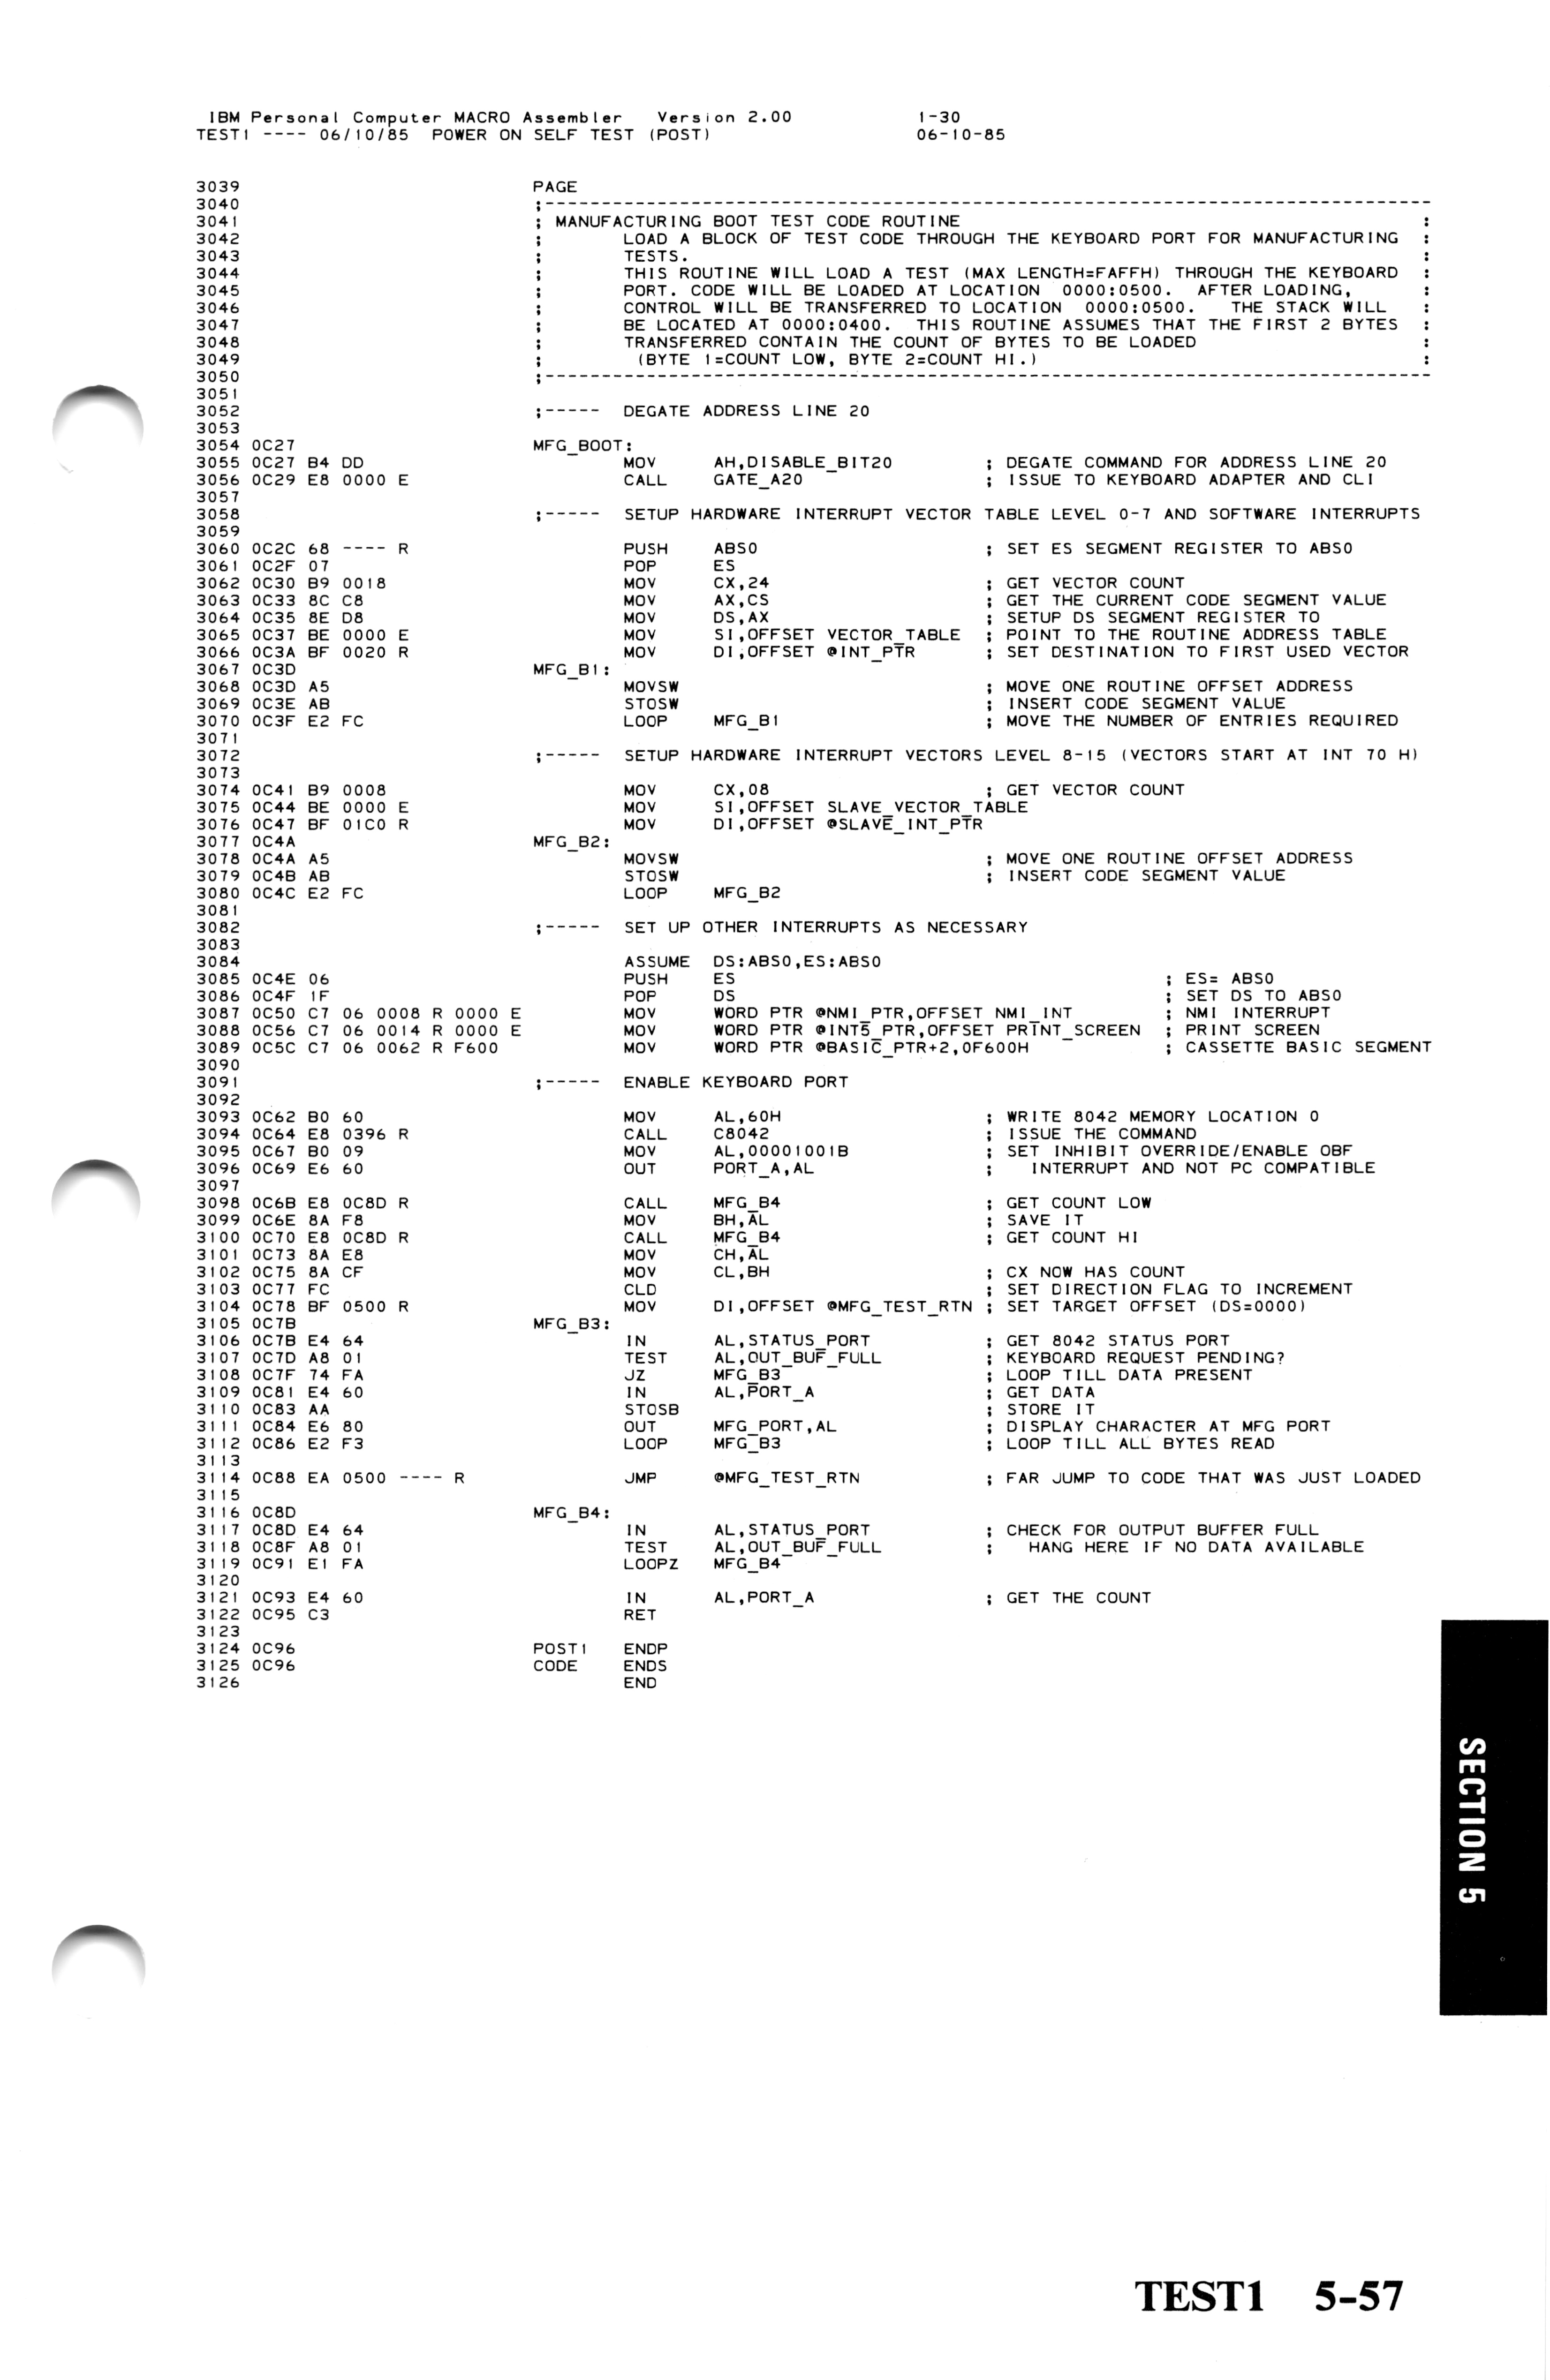 IBM Personal Computer MACRO Assembler   Version 2.00              1-30
TEST1 ---- 06/10/85  POWER ON SELF TEST (POST)                    06-10-85
3039                PAGE
3040                ;-------------------------------------------------------------------------------
3041                ; MANUFACTURING BOOT TEST CODE ROUTINE                                         :
3042                ;       LOAD A BLOCK OF TEST CODE THROUGH THE KEYBOARD PORT FOR MANUFACTURING  :
3043                ;       TESTS.                                                                 :
3044                ;       THIS ROUTINE WILL LOAD A TEST (MAX LENGTH=FAFFH) THROUGH THE KEYBOARD  :
3045                ;       PORT. CODE WILL BE LOADED AT LOCATION  0000:0500.  AFTER LOADING,      :
3046                ;       CONTROL WILL BE TRANSFERRED TO LOCATION  0000:0500.   THE STACK WILL   :
3047                ;       BE LOCATED AT 0000:0400.  THIS ROUTINE ASSUMES THAT THE FIRST 2 BYTES  :
3048                ;       TRANSFERRED CONTAIN THE COUNT OF BYTES TO BE LOADED                    :
3049                ;        (BYTE 1=COUNT LOW, BYTE 2=COUNT HI.)                                  :
3050                ;-------------------------------------------------------------------------------
3051
3052                ;-----  DEGATE ADDRESS LINE 20
3053
3054 0C27           MFG_BOOT:
3055 0C27 B4 DD             MOV     AH,DISABLE_BIT20        ; DEGATE COMMAND FOR ADDRESS LINE 20
3056 0C29 E8 0000 E         CALL    GATE_A20                ; ISSUE TO KEYBOARD ADAPTER AND CLI
3057
3058                ;-----  SETUP HARDWARE INTERRUPT VECTOR TABLE LEVEL 0-7 AND SOFTWARE INTERRUPTS
3059
3060 0C2C 68 ---- R         PUSH    ABS0                    ; SET ES SEGMENT REGISTER TO ABS0
3061 0C2F 07                POP     ES
3062 0C30 B9 0018           MOV     CX,24                   ; GET VECTOR COUNT
3063 0C33 8C C8             MOV     AX,CS                   ; GET THE CURRENT CODE SEGMENT VALUE
3064 0C35 8E D8             MOV     DS,AX                   ; SETUP DS SEGMENT REGISTER TO
3065 0C37 BE 0000 E         MOV     SI,OFFSET VECTOR_TABLE  ; POINT TO THE ROUTINE ADDRESS TABLE
3066 0C3A BF 0020 R         MOV     DI,OFFSET @INT_PTR      ; SET DESTINATION TO FIRST USED VECTOR
3067 0C3D           MFG_B1:
3068 0C3D A5                MOVSW                           ; MOVE ONE ROUTINE OFFSET ADDRESS
3069 0C3E AB                STOSW                           ; INSERT CODE SEGMENT VALUE
3070 0C3F E2 FC             LOOP    MFG_B1                  ; MOVE THE NUMBER OF ENTRIES REQUIRED
3071
3072                ;-----  SETUP HARDWARE INTERRUPT VECTORS LEVEL 8-15 (VECTORS START AT INT 70 H)
3073
3074 0C41 B9 0008           MOV     CX,08                   ; GET VECTOR COUNT
3075 0C44 BE 0000 E         MOV     SI,OFFSET SLAVE_VECTOR_TABLE
3076 0C47 BF 01C0 R         MOV     DI,OFFSET @SLAVE_INT_PTR
3077 0C4A           MFG_B2:
3078 0C4A A5                MOVSW                           ; MOVE ONE ROUTINE OFFSET ADDRESS
3079 0C4B AB                STOSW                           ; INSERT CODE SEGMENT VALUE
3080 0C4C E2 FC             LOOP    MFG_B2
3081
3082                ;-----  SET UP OTHER INTERRUPTS AS NECESSARY
3083
3084                        ASSUME  DS:ABS0,ES:ABS0
3085 0C4E 06                PUSH    ES                                      ; ES= ABS0
3086 0C4F 1F                POP     DS                                      ; SET DS TO ABS0
3087 0C50 C7 06 0008 R 0000 E       MOV     WORD PTR @NMI_PTR,OFFSET NMI_INT        ; NMI INTERRUPT
3088 0C56 C7 06 0014 R 0000 E       MOV     WORD PTR @INT5_PTR,OFFSET PRINT_SCREEN  ; PRINT SCREEN
3089 0C5C C7 06 0062 R F600         MOV     WORD PTR @BASIC_PTR+2,0F600H            ; CASSETTE BASIC SEGMENT
3090
3091                ;-----  ENABLE KEYBOARD PORT
3092
3093 0C62 B0 60             MOV     AL,60H                  ; WRITE 8042 MEMORY LOCATION 0
3094 0C64 E8 0396 R         CALL    C8042                   ; ISSUE THE COMMAND
3095 0C67 B0 09             MOV     AL,00001001B            ; SET INHIBIT OVERRIDE/ENABLE OBF
3096 0C69 E6 60             OUT     PORT_A,AL               ;   INTERRUPT AND NOT PC COMPATIBLE
3097
3098 0C6B E8 0C8D R         CALL    MFG_B4                  ; GET COUNT LOW
3099 0C6E 8A F8             MOV     BH,AL                   ; SAVE IT
3100 0C70 E8 0C8D R         CALL    MFG_B4                  ; GET COUNT HI
3101 0C73 8A E8             MOV     CH,AL
3102 0C75 8A CF             MOV     CL,BH                   ; CX NOW HAS COUNT
3103 0C77 FC                CLD                             ; SET DIRECTION FLAG TO INCREMENT
3104 0C78 BF 0500 R         MOV     DI,OFFSET @MFG_TEST_RTN ; SET TARGET OFFSET (DS=0000)
3105 0C7B           MFG_B3:
3106 0C7B E4 64             IN      AL,STATUS_PORT          ; GET 8042 STATUS PORT
3107 0C7D A8 01             TEST    AL,OUT_BUF_FULL         ; KEYBOARD REQUEST PENDING?
3108 0C7F 74 FA             JZ      MFG_B3                  ; LOOP TILL DATA PRESENT
3109 0C81 E4 60             IN      AL,PORT_A               ; GET DATA
3110 0C83 AA                STOSB                           ; STORE IT
3111 0C84 E6 80             OUT     MFG_PORT,AL             ; DISPLAY CHARACTER AT MFG PORT
3112 0C86 E2 F3             LOOP    MFG_B3                  ; LOOP TILL ALL BYTES READ
3113
3114 0C88 EA 0500 ---- R    JMP     @MFG_TEST_RTN           ; FAR JUMP TO CODE THAT WAS JUST LOADED
3115
3116 0C8D           MFG_B4:
3117 0C8D E4 64             IN      AL,STATUS_PORT          ; CHECK FOR OUTPUT BUFFER FULL
3118 0C8F A8 01             TEST    AL,OUT_BUF_FULL         ;   HANG HERE IF NO DATA AVAILABLE
3119 0C91 E1 FA             LOOPZ   MFG_B4
3120
3121 0C93 E4 60             IN      AL,PORT_A               ; GET THE COUNT
3122 0C95 C3                RET
3123
3124 0C96           POST1   ENDP
3125 0C96           CODE    ENDS
3126                        END
SECTION 5
TEST1    5-57